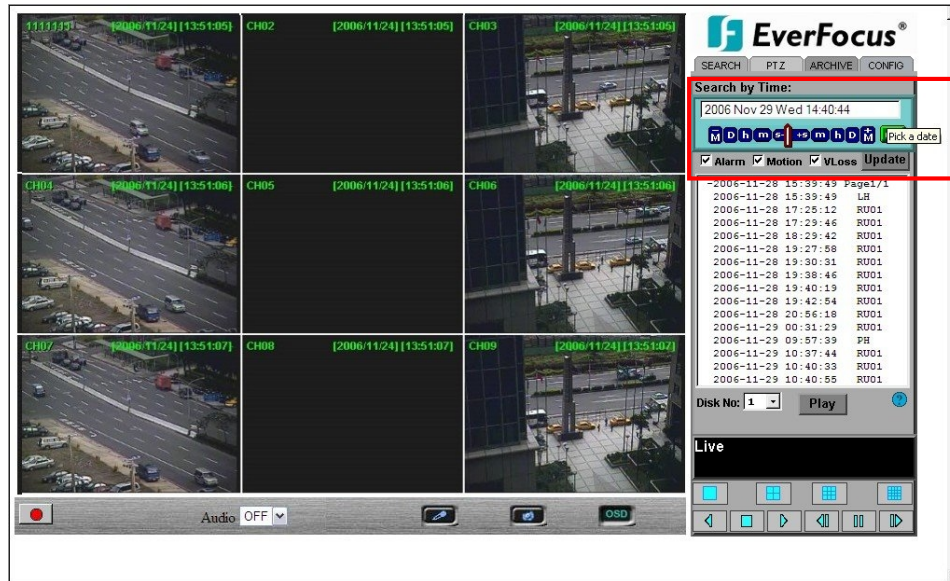 1111111 [2006/11/24] [13:51:05]
CH02 [2006/11/24] [13:51:05]
CH03 [2006/11/24] [13:51:05]
CH04 [2006/11/24] [13:51:06]
CH05 [2006/11/24] [13:51:06]
CH06 [2006/11/24] [13:51:06]
CH07 [2006/11/24] [13:51:07]
CH08 [2006/11/24] [13:51:07]
CH09 [2006/11/24] [13:51:07]
Audio OFF
OSD
EverFocus®
SEARCH PTZ ARCHIVE CONFIG
Search by Time:
2006 Nov 29 Wed 14:40:44
M D h m s- +s m h D M
Pick a date
Alarm Motion VLoss Update
-2006-11-28 15:39:49 Page1/1
2006-11-28 15:39:49 LH
2006-11-28 17:25:12 RU01
2006-11-28 17:29:46 RU01
2006-11-28 18:29:42 RU01
2006-11-28 19:27:58 RU01
2006-11-28 19:30:31 RU01
2006-11-28 19:38:46 RU01
2006-11-28 19:40:19 RU01
2006-11-28 19:42:54 RU01
2006-11-28 20:56:18 RU01
2006-11-29 00:31:29 RU01
2006-11-29 09:57:39 PH
2006-11-29 10:37:44 RU01
2006-11-29 10:40:33 RU01
2006-11-29 10:40:55 RU01
Disk No: 1 Play ?
Live